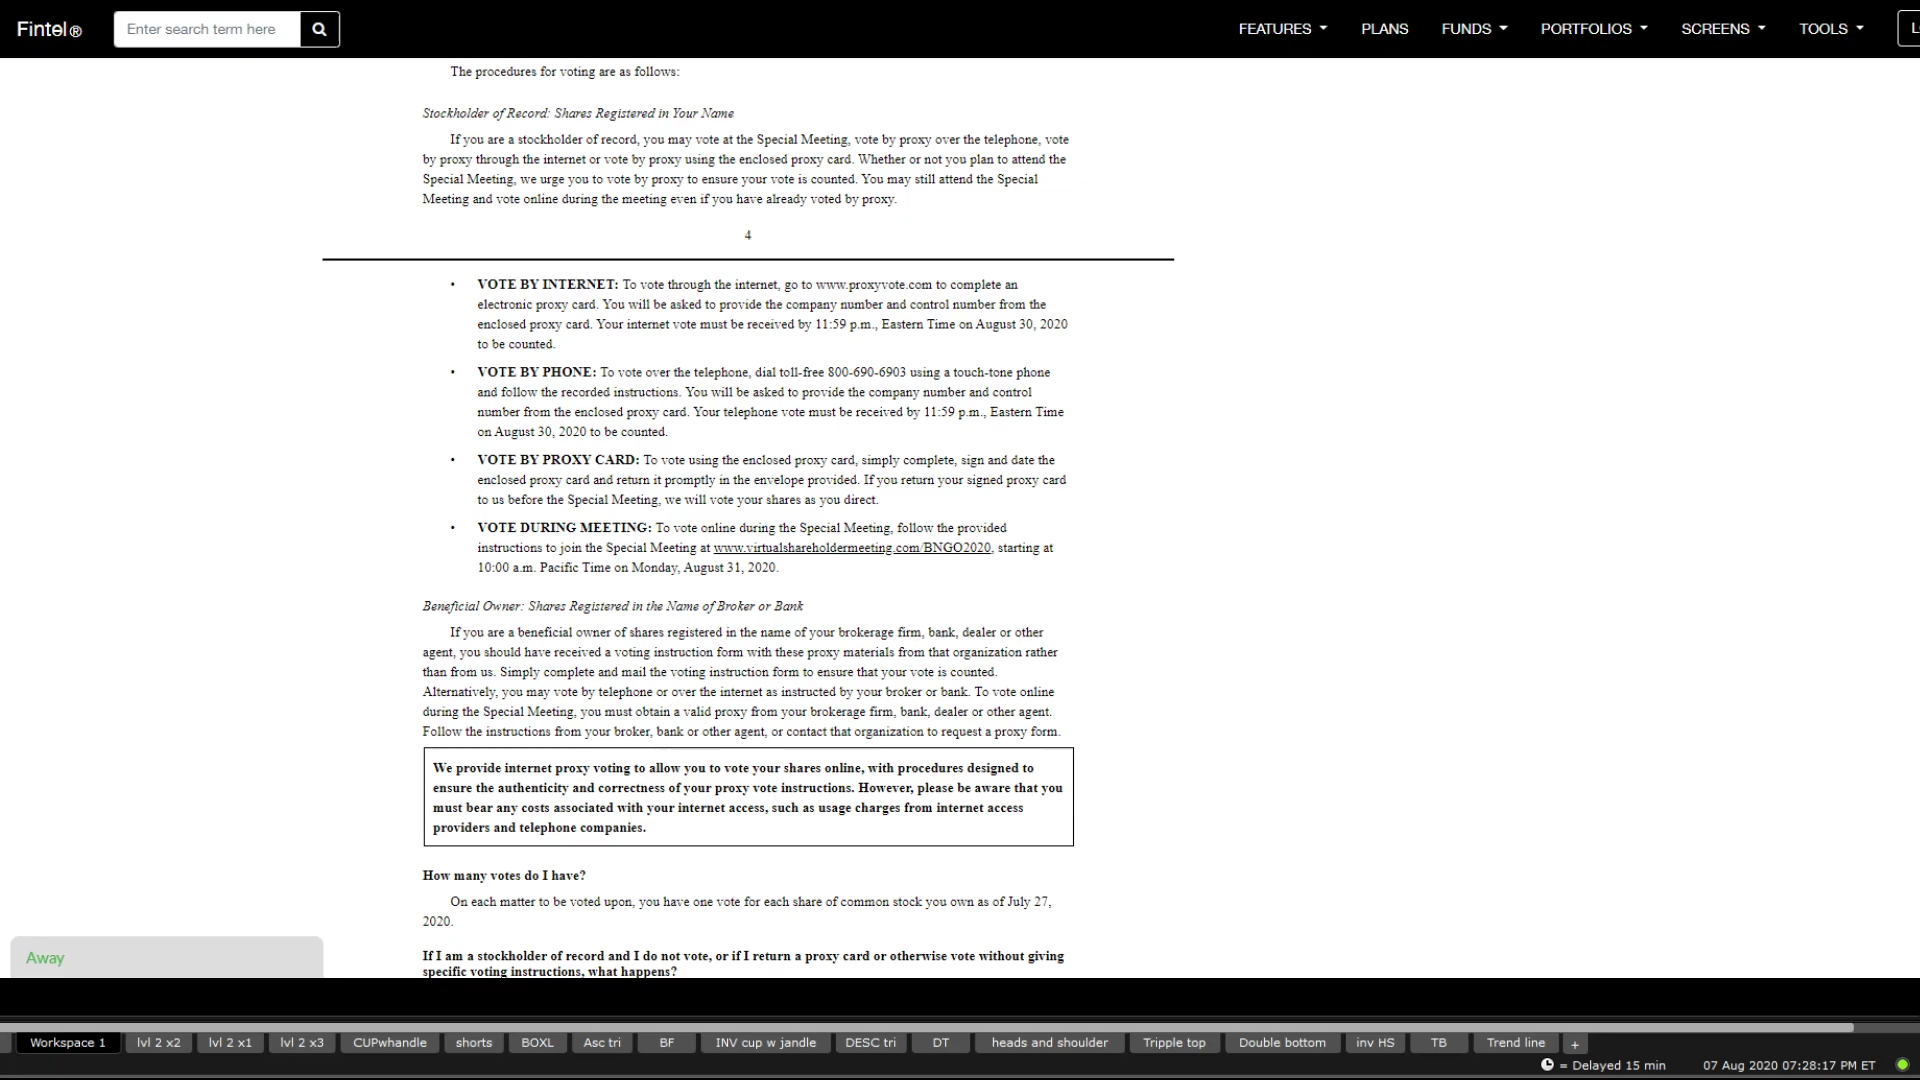 Fintel®
Enter search term here
FEATURES
PLANS
FUNDS
PORTFOLIOS
SCREENS
TOOLS
The procedures for voting are as follows:
Stockholder of Record: Shares Registered in Your Name
If you are a stockholder of record, you may vote at the Special Meeting, vote by proxy over the telephone, vote
by proxy through the internet or vote by proxy using the enclosed proxy card. Whether or not you plan to attend the
Special Meeting, we urge you to vote by proxy to ensure your vote is counted. You may still attend the Special
Meeting and vote online during the meeting even if you have already voted by proxy.
4
• VOTE BY INTERNET: To vote through the internet, go to www.proxyvote.com to complete an
electronic proxy card. You will be asked to provide the company number and control number from the
enclosed proxy card. Your internet vote must be received by 11:59 p.m., Eastern Time on August 30, 2020
to be counted.
• VOTE BY PHONE: To vote over the telephone, dial toll-free 800-690-6903 using a touch-tone phone
and follow the recorded instructions. You will be asked to provide the company number and control
number from the enclosed proxy card. Your telephone vote must be received by 11:59 p.m., Eastern Time
on August 30, 2020 to be counted.
• VOTE BY PROXY CARD: To vote using the enclosed proxy card, simply complete, sign and date the
enclosed proxy card and return it promptly in the envelope provided. If you return your signed proxy card
to us before the Special Meeting, we will vote your shares as you direct.
• VOTE DURING MEETING: To vote online during the Special Meeting, follow the provided
instructions to join the Special Meeting at www.virtualshareholdermeeting.com/BNGO2020, starting at
10:00 a.m. Pacific Time on Monday, August 31, 2020.
Beneficial Owner: Shares Registered in the Name of Broker or Bank
If you are a beneficial owner of shares registered in the name of your brokerage firm, bank, dealer or other
agent, you should have received a voting instruction form with these proxy materials from that organization rather
than from us. Simply complete and mail the voting instruction form to ensure that your vote is counted.
Alternatively, you may vote by telephone or over the internet as instructed by your broker or bank. To vote online
during the Special Meeting, you must obtain a valid proxy from your brokerage firm, bank, dealer or other agent.
Follow the instructions from your broker, bank or other agent, or contact that organization to request a proxy form.
We provide internet proxy voting to allow you to vote your shares online, with procedures designed to
ensure the authenticity and correctness of your proxy vote instructions. However, please be aware that you
must bear any costs associated with your internet access, such as usage charges from internet access
providers and telephone companies.
How many votes do I have?
On each matter to be voted upon, you have one vote for each share of common stock you own as of July 27,
2020.
If I am a stockholder of record and I do not vote, or if I return a proxy card or otherwise vote without giving
specific voting instructions, what happens?
Away
Workspace 1
lvl 2 x2
lvl 2 x1
lvl 2 x3
CUPwhandle
shorts
BOXL
Asc tri
BF
INV cup w jandle
DESC tri
DT
heads and shoulder
Tripple top
Double bottom
inv HS
TB
Trend line
+
= Delayed 15 min
07 Aug 2020 07:28:17 PM ET